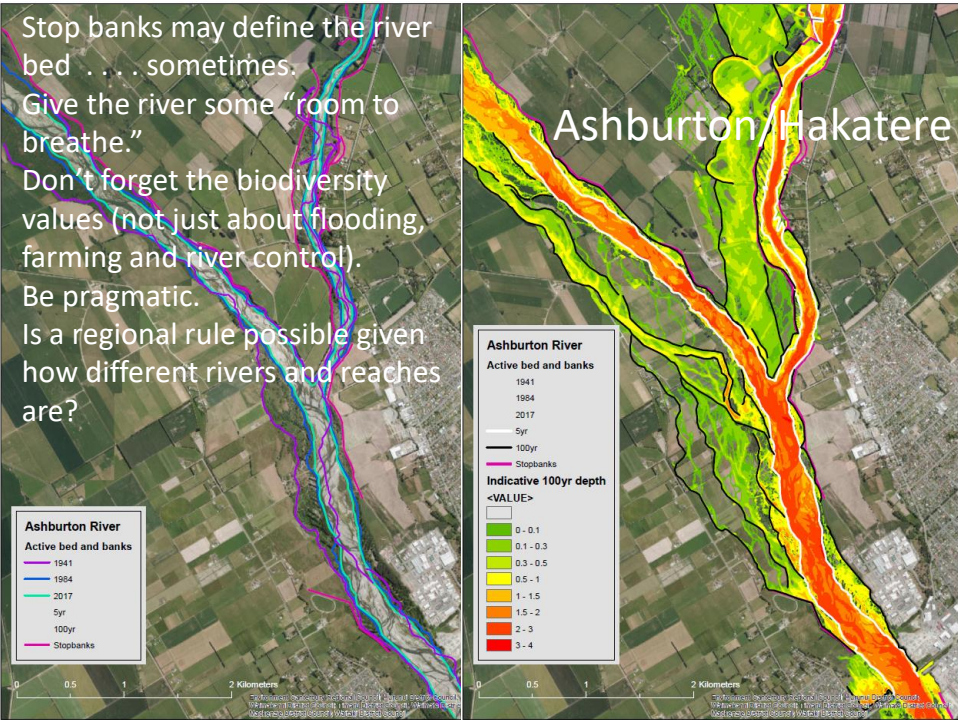 Stop banks may define the river
bed . . . . sometimes.
Give the river some “room to
breathe.”
Don’t forget the biodiversity
values (not just about flooding,
farming and river control).
Be pragmatic.
Is a regional rule possible given
how different rivers and reaches
are?
Ashburton River
Active bed and banks
1941
1984
2017
5yr
100yr
Stopbanks
0 0.5 1 2 Kilometers
Ashburton/Hakatere
Ashburton River
Active bed and banks
1941
1984
2017
5yr
100yr
Stopbanks
Indicative 100yr depth
<VALUE>
0 - 0.1
0.1 - 0.3
0.3 - 0.5
0.5 - 1
1 - 1.5
1.5 - 2
2 - 3
3 - 4
0 0.5 1 2 Kilometers